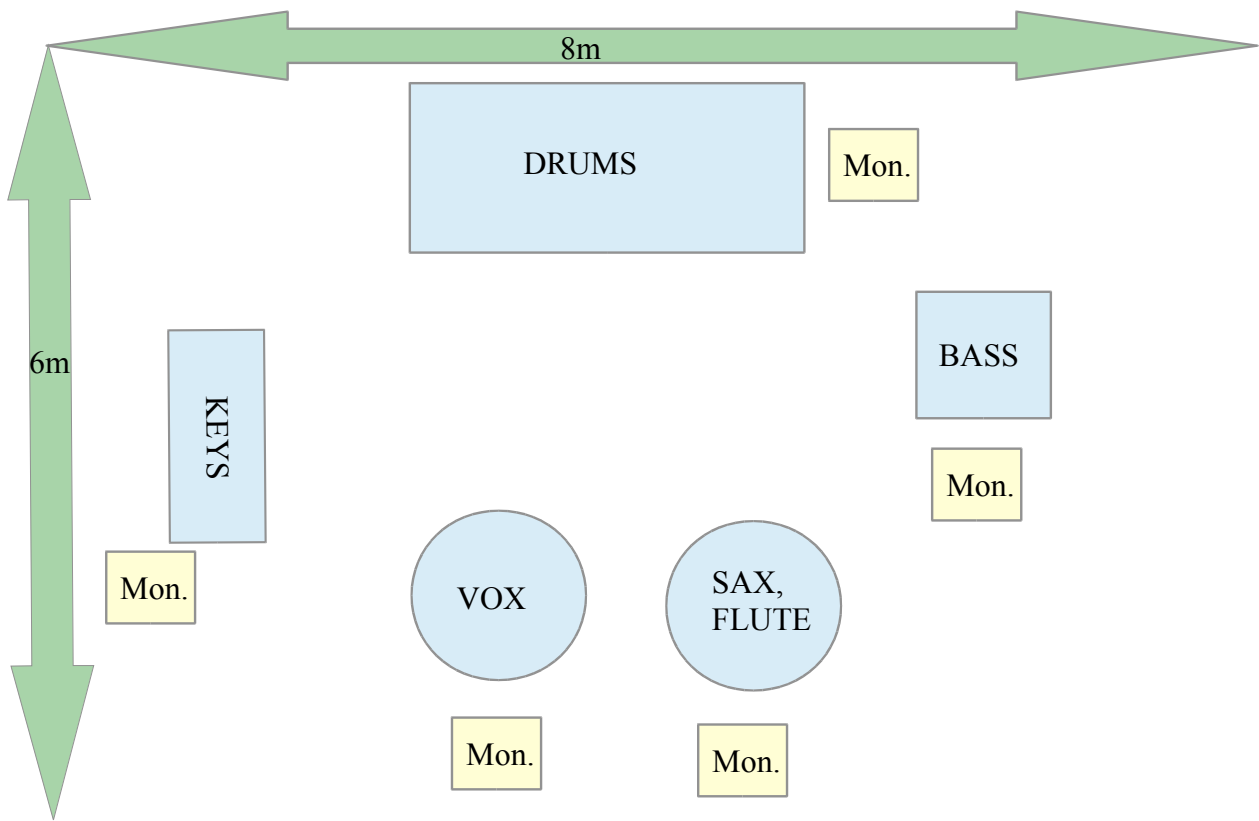 8m
DRUMS
Mon.
6m
BASS
KEYS
Mon.
Mon.
VOX
SAX,
FLUTE
Mon.
Mon.